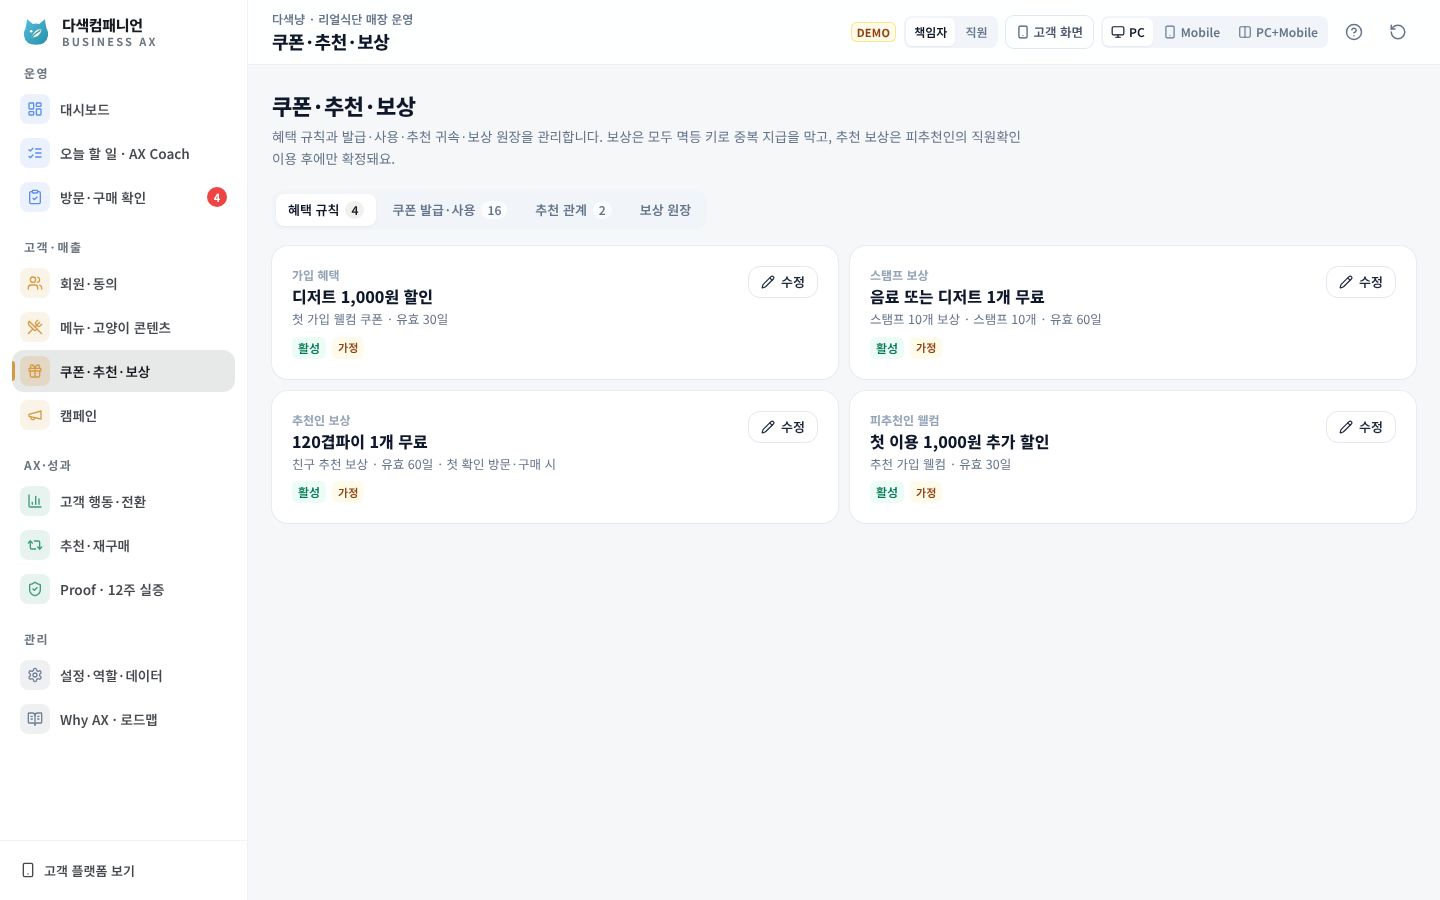 다색컴패니언
BUSINESS AX
운영
대시보드
오늘 할 일 · AX Coach
방문·구매 확인
4
고객·매출
회원·동의
메뉴·고양이 콘텐츠
쿠폰·추천·보상
캠페인
AX·성과
고객 행동·전환
추천·재구매
Proof · 12주 실증
관리
설정·역할·데이터
Why AX · 로드맵
고객 플랫폼 보기
다색냥 · 리얼식단 매장 운영
쿠폰·추천·보상
DEMO
책임자
직원
고객 화면
PC
Mobile
PC+Mobile
쿠폰·추천·보상
혜택 규칙과 발급·사용·추천 귀속·보상 원장을 관리합니다. 보상은 모두 멱등 키로 중복 지급을 막고, 추천 보상은 피추천인의 직원확인
이용 후에만 확정돼요.
혜택 규칙 4
쿠폰 발급·사용 16
추천 관계 2
보상 원장
가입 혜택
디저트 1,000원 할인
첫 가입 웰컴 쿠폰 · 유효 30일
활성 가정
수정
스탬프 보상
음료 또는 디저트 1개 무료
스탬프 10개 보상 · 스탬프 10개 · 유효 60일
활성 가정
수정
추천인 보상
120겹파이 1개 무료
친구 추천 보상 · 유효 60일 · 첫 확인 방문·구매 시
활성 가정
수정
피추천인 웰컴
첫 이용 1,000원 추가 할인
추천 가입 웰컴 · 유효 30일
활성 가정
수정